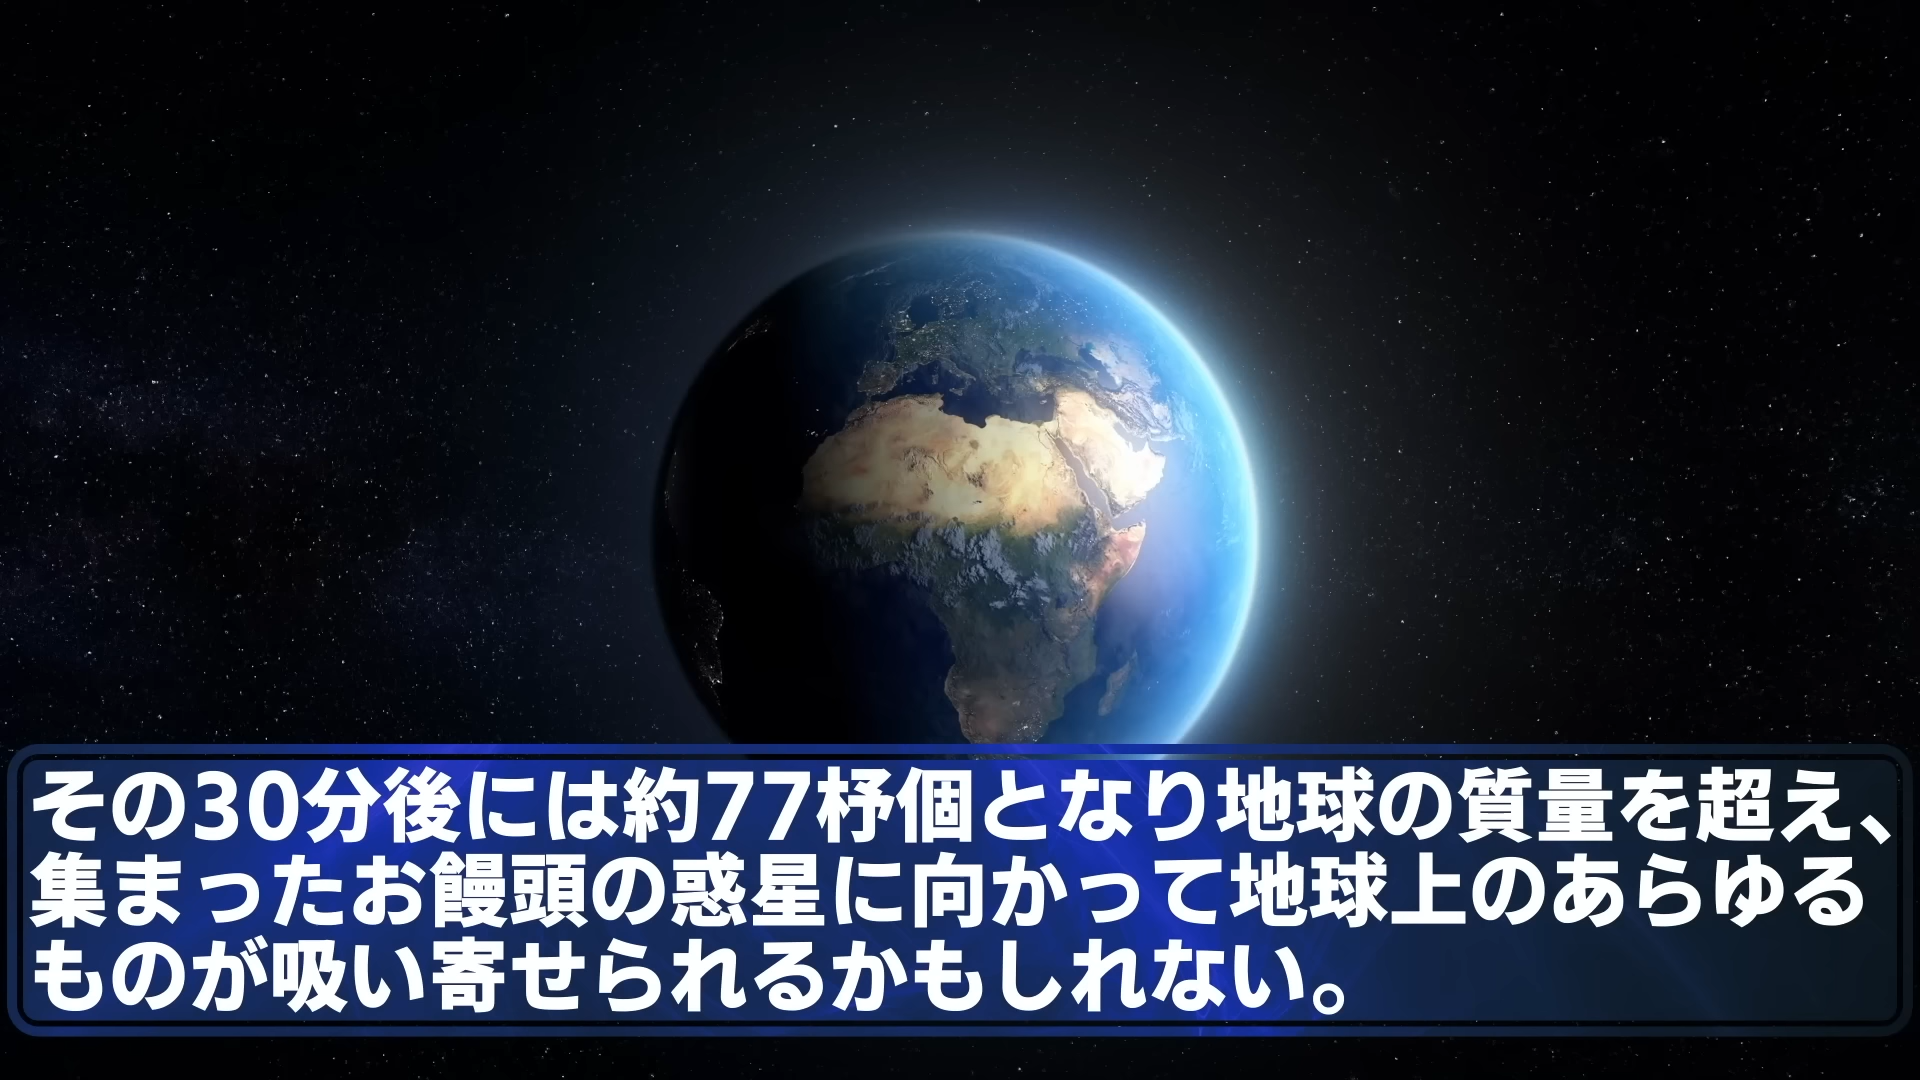 その30分後には約77杼個となり地球の質量を超え、
集まったお饅頭の惑星に向かって地球上のあらゆる
ものが吸い寄せられるかもしれない。